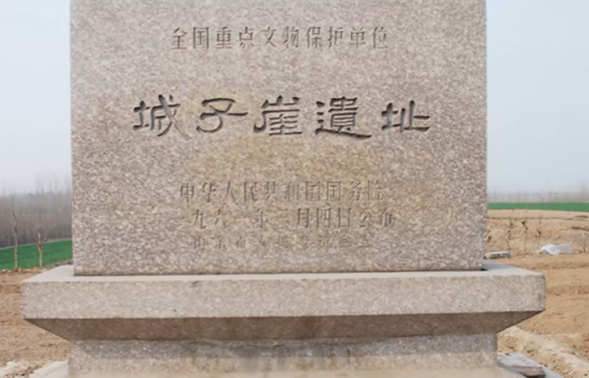 全国重点文物保护单位
城子崖遺址
中华人民共和国国务院
一九六一年三月四日公布